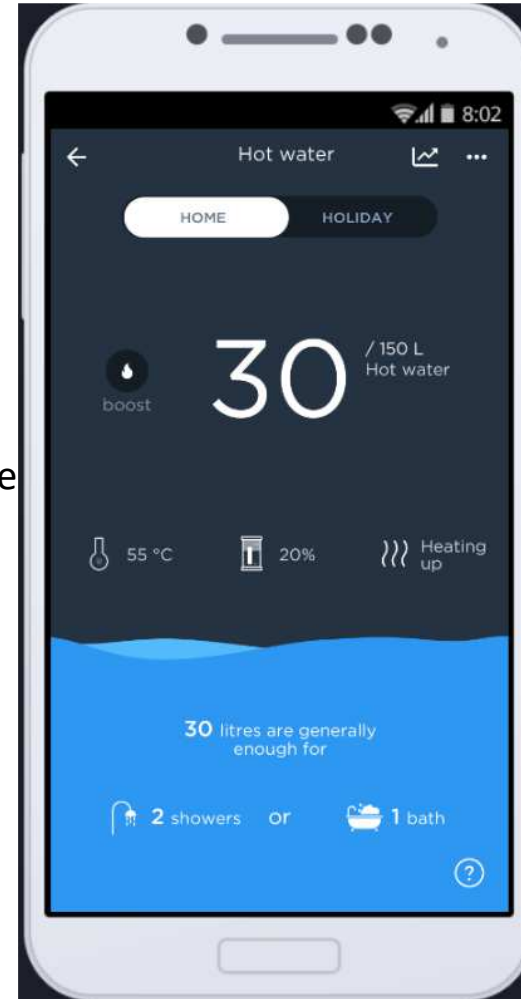 8:02
Hot water
HOME HOLIDAY
30 / 150 L
Hot water
boost
55 °C 20% Heating
up
e
30 litres are generally
enough for
2 showers or 1 bath
?